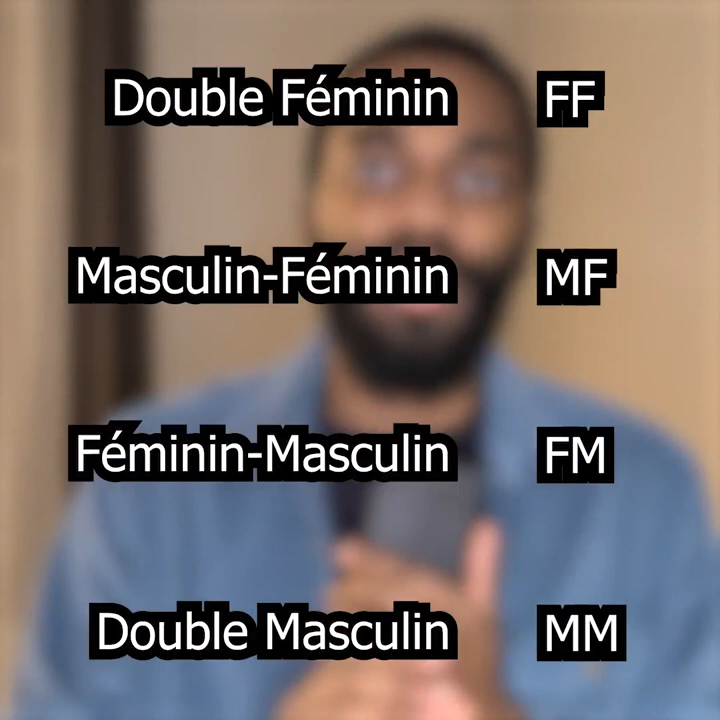 Double Féminin FF
Masculin-Féminin MF
Féminin-Masculin FM
Double Masculin MM